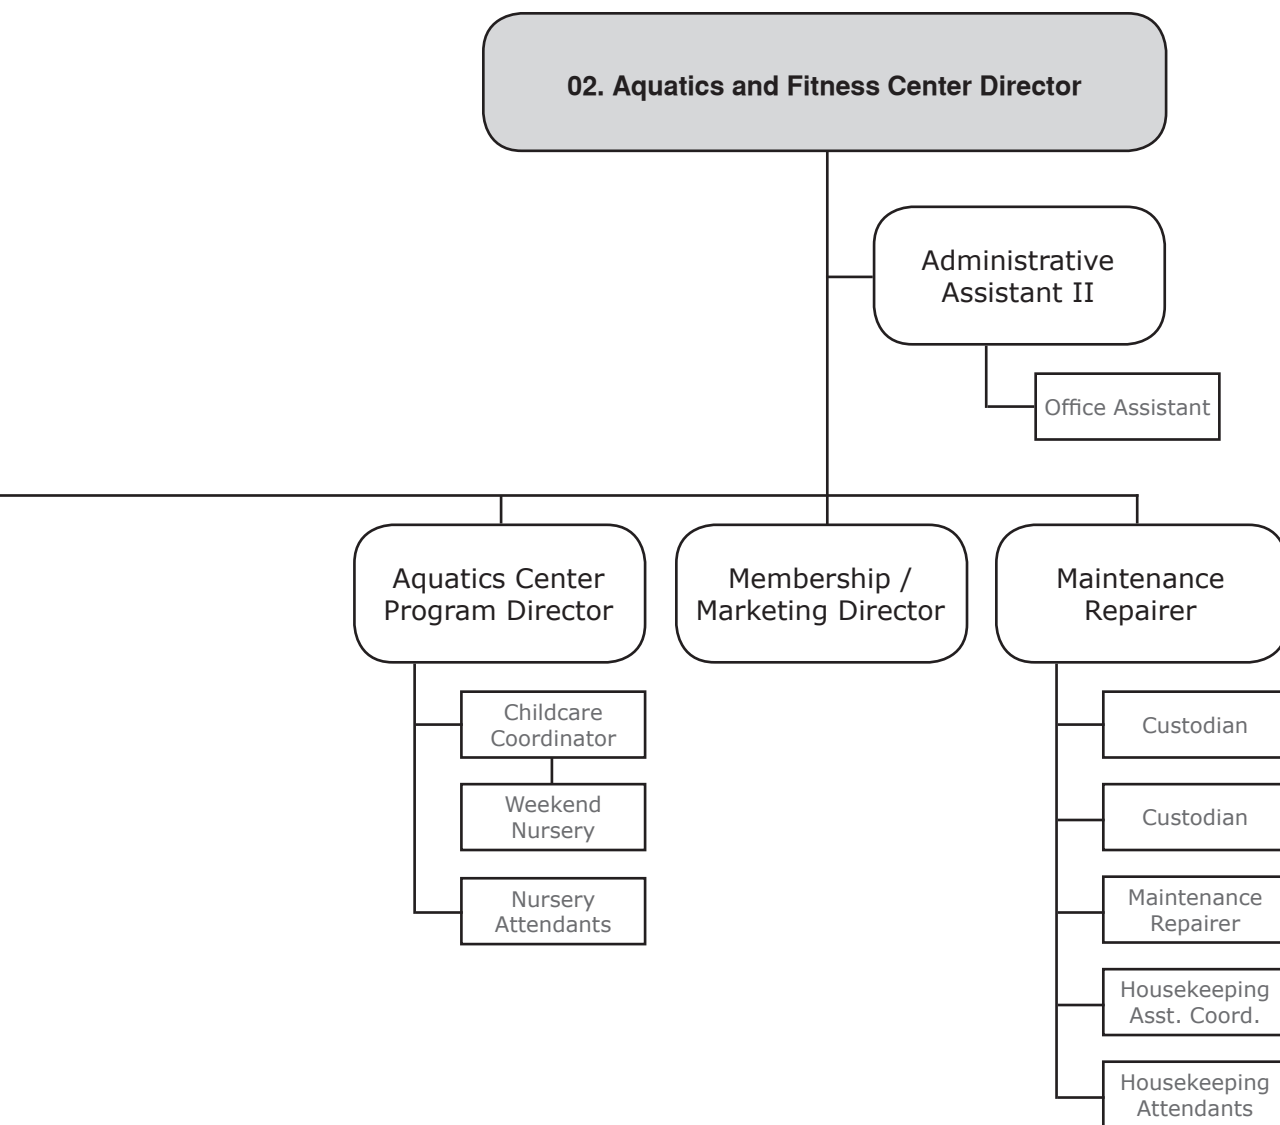 02. Aquatics and Fitness Center Director
Administrative
Assistant II
Office Assistant
Aquatics Center
Program Director
Membership /
Marketing Director
Maintenance
Repairer
Childcare
Coordinator
Weekend
Nursery
Nursery
Attendants
Custodian
Custodian
Maintenance
Repairer
Housekeeping
Asst. Coord.
Housekeeping
Attendants